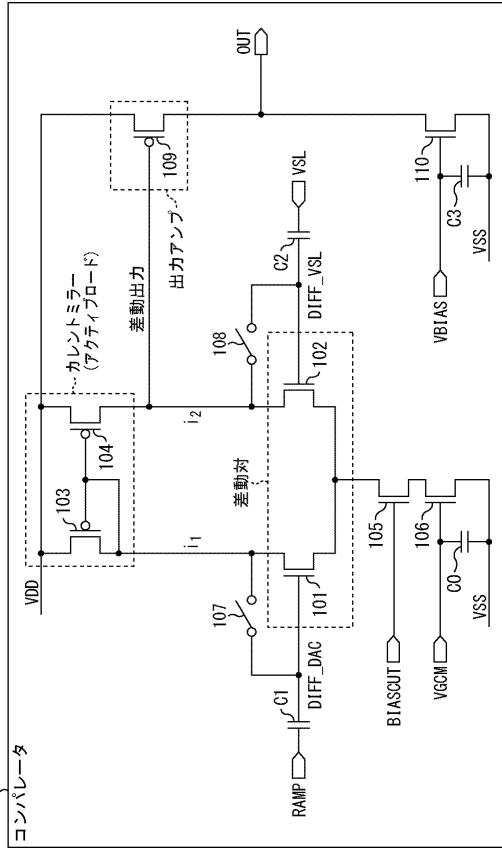 コンパレータ
VDD
カレントミラー
(アクティブロード)
103
104
差動出力
109
出力アンプ
OUT
i1
i2
107
108
C1
RAMP
DIFF_DAC
差動対
101
102
DIFF_VSL
C2
VSL
BIASCUT
105
VGCM
106
C0
VSS
VBIAS
110
C3
VSS